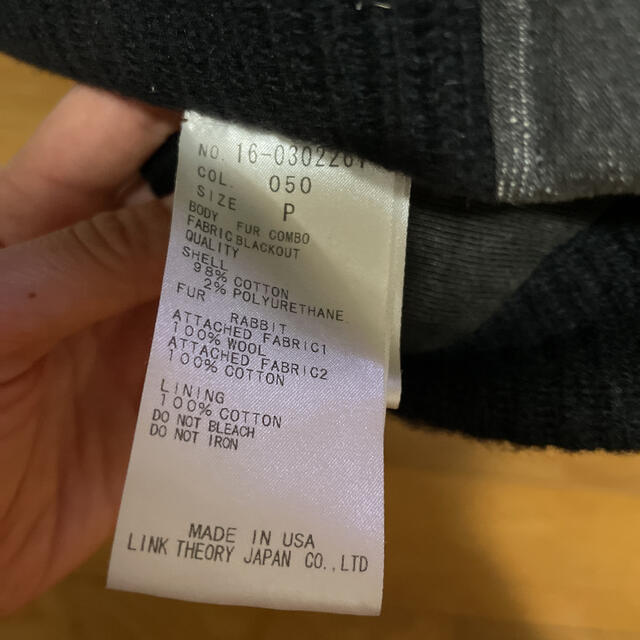 NO. 16-0302261
COL. 050
SIZE P
BODY FUR COMBO
FABRIC BLACKOUT
QUALITY
SHELL
98% COTTON
2% POLYURETHANE
FUR
RABBIT
ATTACHED FABRIC1
100% WOOL
ATTACHED FABRIC2
100% COTTON
LINING
100% COTTON
DO NOT BLEACH
DO NOT IRON
MADE IN USA
LINK THEORY JAPAN CO.,LTD